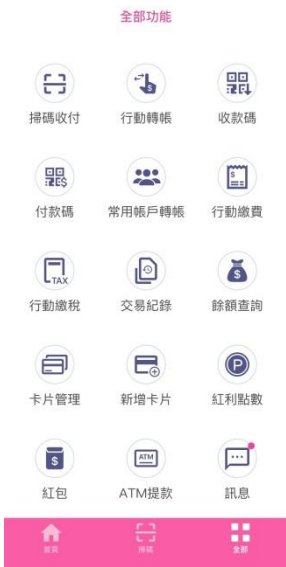 全部功能
掃碼收付
行動轉帳
收款碼
付款碼
常用帳戶轉帳
行動繳費
TAX
行動繳稅
交易紀錄
餘額查詢
卡片管理
新增卡片
P
紅利點數
$
紅包
ATM
ATM提款
訊息
首頁
掃碼
全部